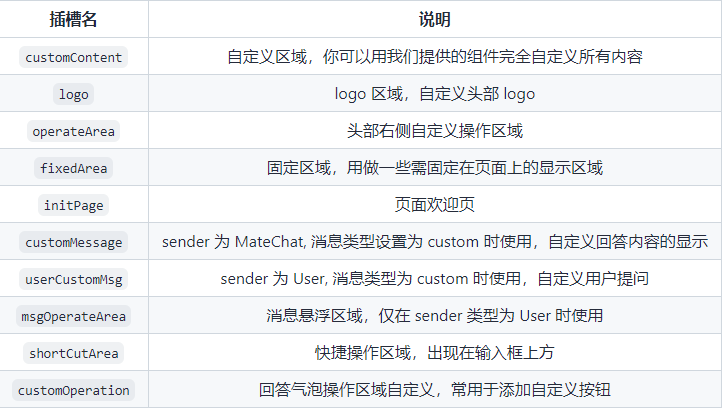 插槽名 说明
customContent 自定义区域，你可以用我们提供的组件完全自定义所有内容
logo logo 区域，自定义头部 logo
operateArea 头部右侧自定义操作区域
fixedArea 固定区域，用做一些需固定在页面上的显示区域
initPage 页面欢迎页
customMessage sender 为 MateChat, 消息类型设置为 custom 时使用，自定义回答内容的显示
userCustomMsg sender 为 User, 消息类型为 custom 时使用，自定义用户提问
msgOperateArea 消息悬浮区域，仅在 sender 类型为 User 时使用
shortCutArea 快捷操作区域，出现在输入框上方
customOperation 回答气泡操作区域自定义，常用于添加自定义按钮